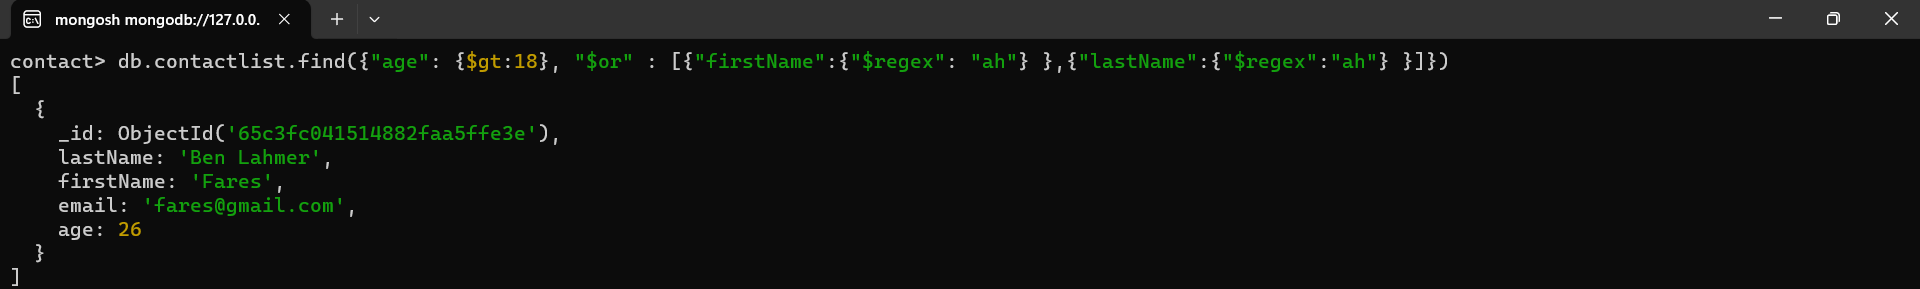 mongosh mongodb://127.0.0.
contact> db.contactlist.find({"age": {$gt:18}, "$or" : [{"firstName":{"$regex": "ah"} },{"lastName":{"$regex":"ah"} }]})
[
  {
    _id: ObjectId('65c3fc041514882faa5ffe3e'),
    lastName: 'Ben Lahmer',
    firstName: 'Fares',
    email: 'fares@gmail.com',
    age: 26
  }
]